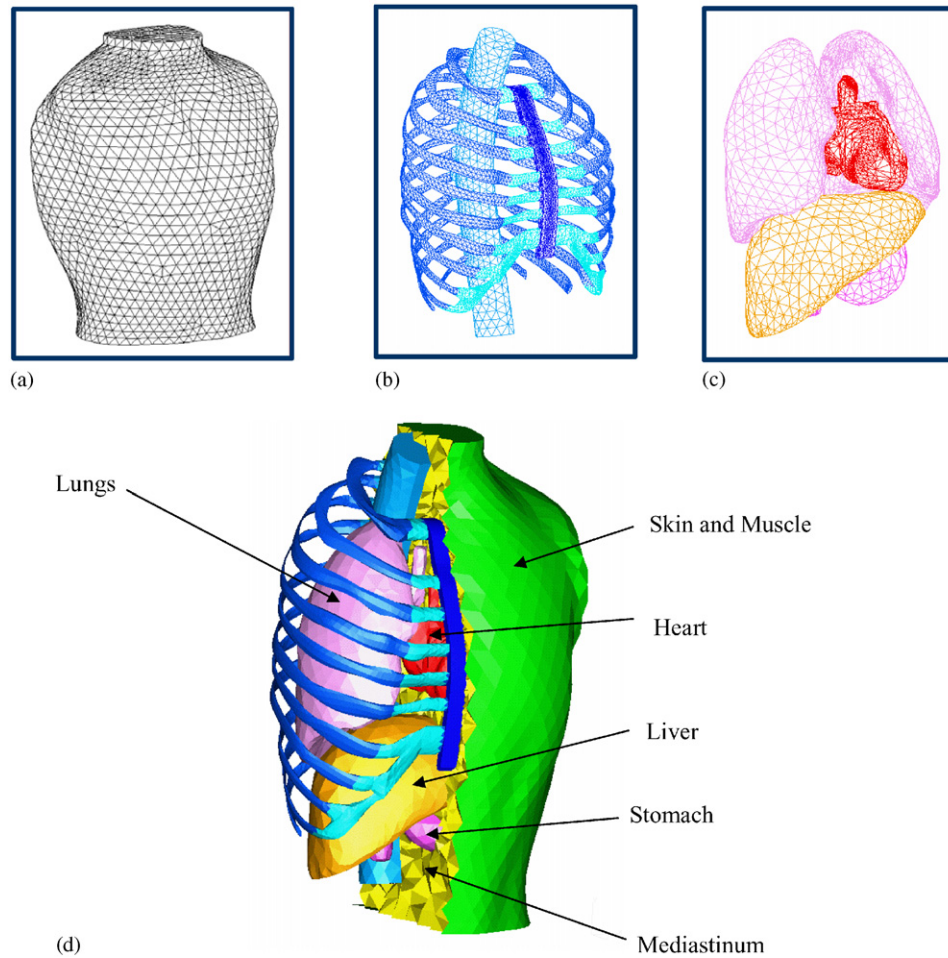 (a)
(b)
(c)
Lungs
Skin and Muscle
Heart
Liver
Stomach
Mediastinum
(d)